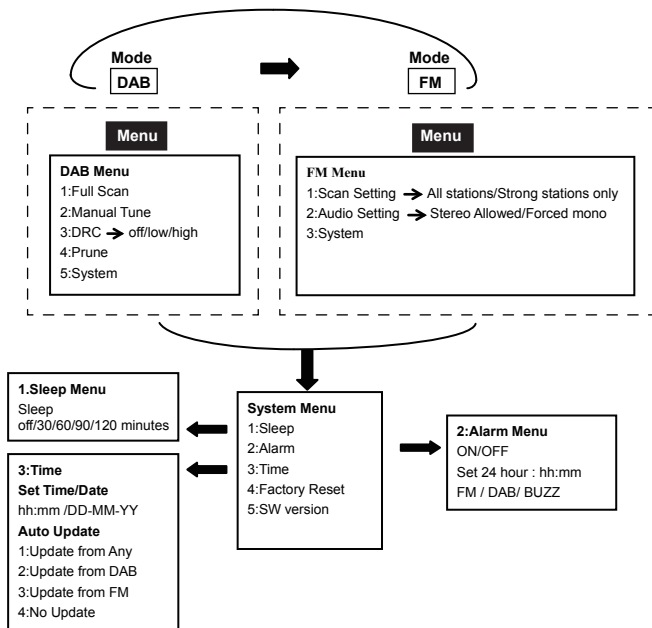 Mode
DAB
Mode
FM
Menu
DAB Menu
1:Full Scan
2:Manual Tune
3:DRC → off/low/high
4:Prune
5:System
Menu
FM Menu
1:Scan Setting → All stations/Strong stations only
2:Audio Setting → Stereo Allowed/Forced mono
3:System
1.Sleep Menu
Sleep
off/30/60/90/120 minutes
3:Time
Set Time/Date
hh:mm /DD-MM-YY
Auto Update
1:Update from Any
2:Update from DAB
3:Update from FM
4:No Update
System Menu
1:Sleep
2:Alarm
3:Time
4:Factory Reset
5:SW version
2:Alarm Menu
ON/OFF
Set 24 hour : hh:mm
FM / DAB/ BUZZ